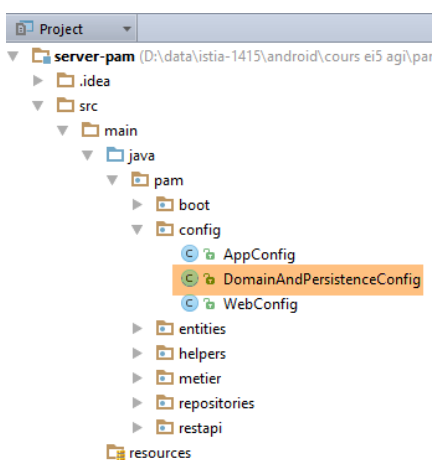 Project
server-pam (D:\data\istia-1415\android\cours ei5 agi\par
.idea
src
main
java
pam
boot
config
AppConfig
DomainAndPersistenceConfig
WebConfig
entities
helpers
metier
repositories
restapi
resources